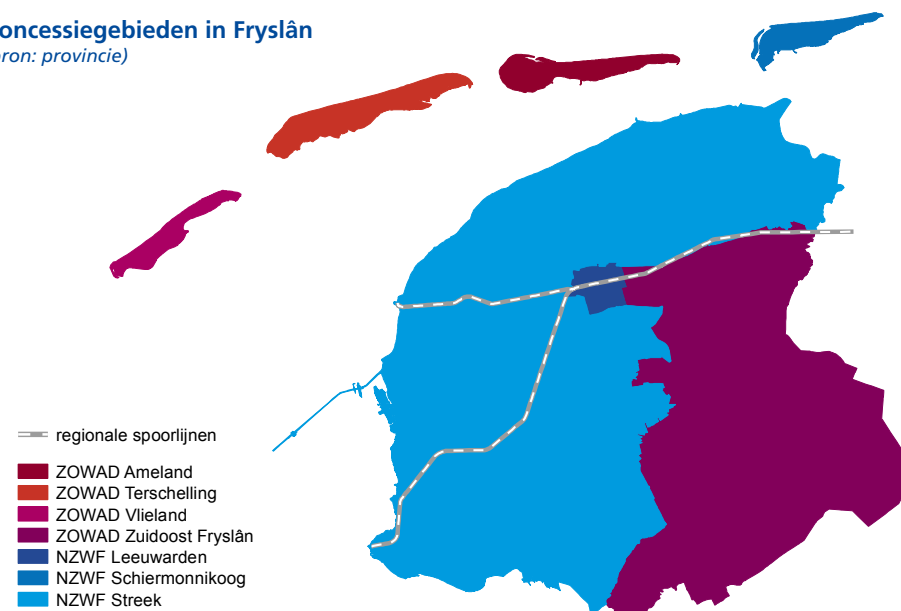 oncessiegebieden in Fryslân
ron: provincie)
regionale spoorlijnen
ZOWAD Ameland
ZOWAD Terschelling
ZOWAD Vlieland
ZOWAD Zuidoost Fryslân
NZWF Leeuwarden
NZWF Schiermonnikoog
NZWF Streek